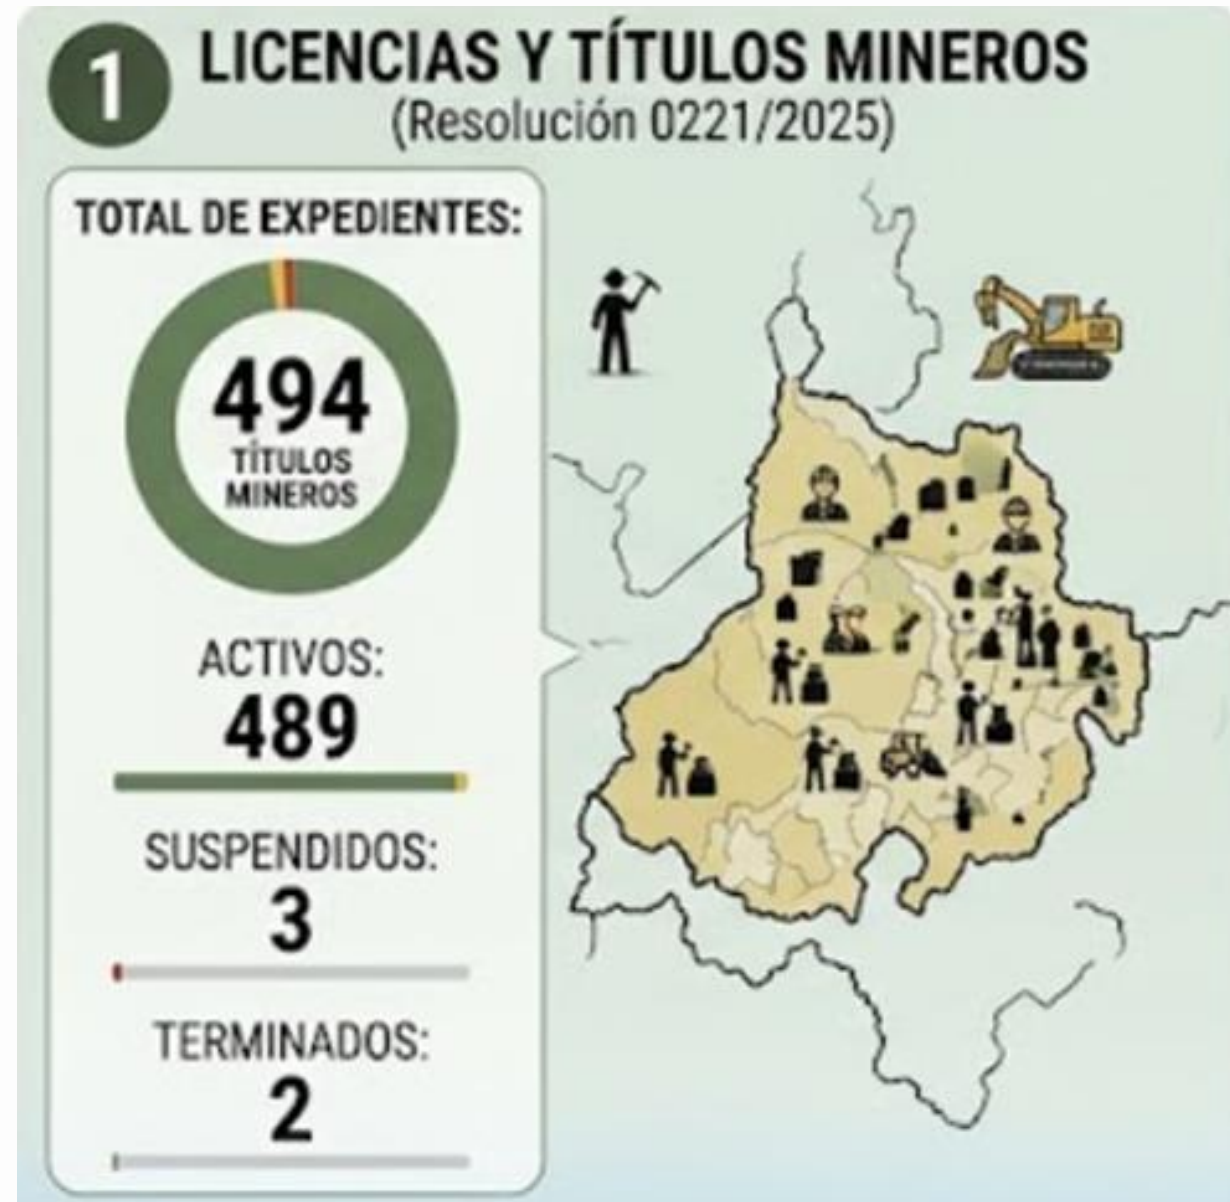 1
LICENCIAS Y TÍTULOS MINEROS
(Resolución 0221/2025)
TOTAL DE EXPEDIENTES:
494
TÍTULOS
MINEROS
ACTIVOS:
489
SUSPENDIDOS:
3
TERMINADOS:
2